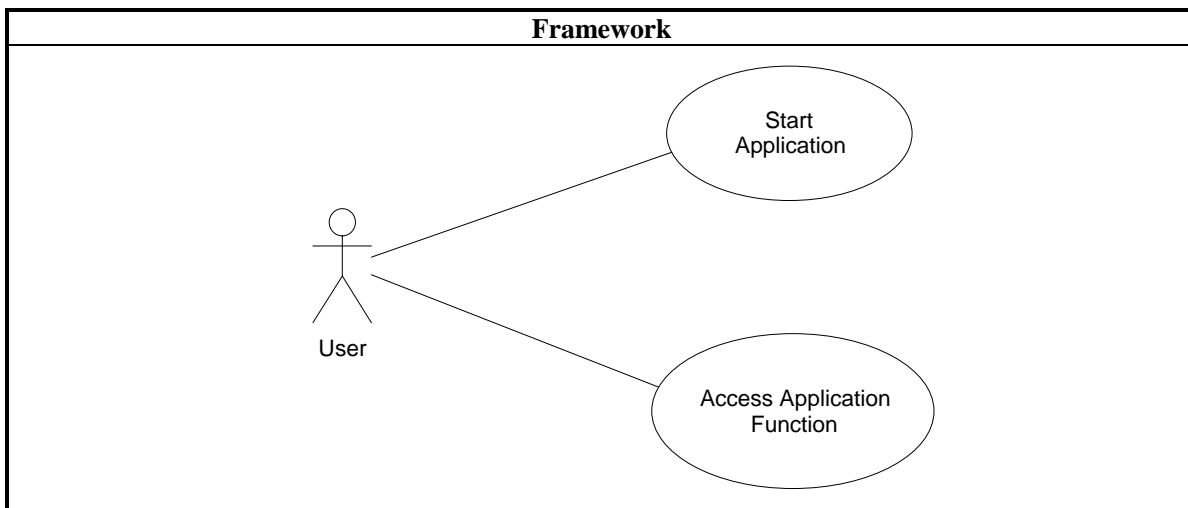 Framework
Start
Application
User
Access Application
Function